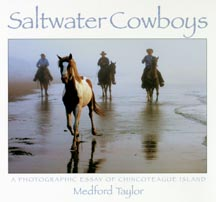 Saltwater Cowboys
A PHOTOGRAPHIC ESSAY OF CHINCOTEAGUE ISLAND
Medford Taylor